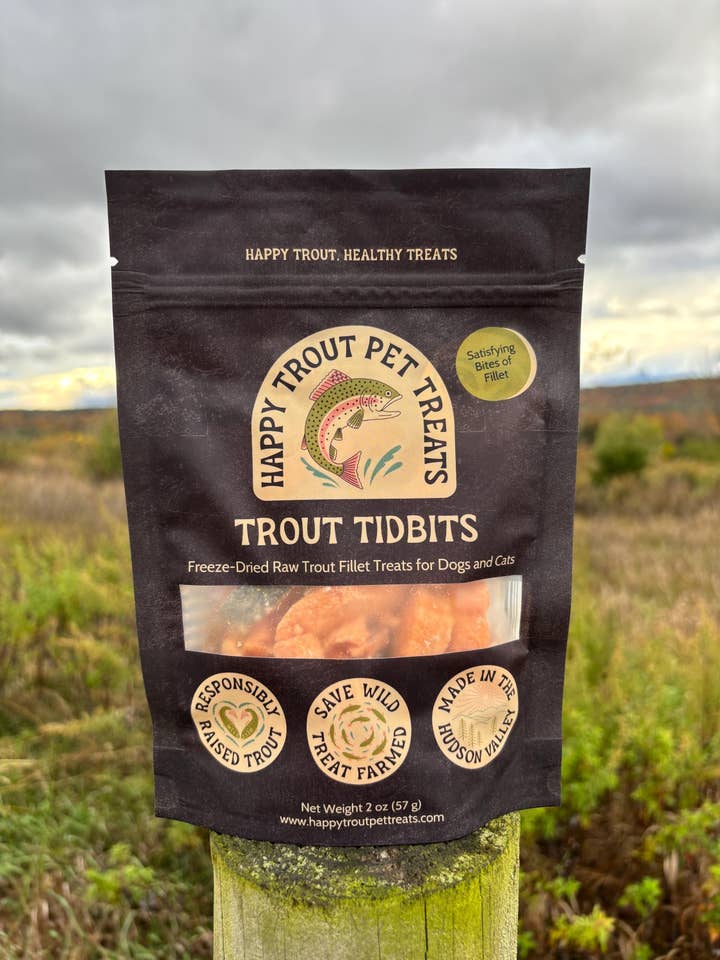 HAPPY TROUT, HEALTHY TREATS
HAPPY TROUT PET TREATS
Satisfying
Bites of
Fillet
TROUT TIDBITS
Freeze-Dried Raw Trout Fillet Treats for Dogs and Cats
RESPONSIBLY
RAISED TROUT
SAVE WILD
TREAT FARMED
MADE IN THE
HUDSON VALLEY
Net Weight 2 oz (57 g)
www.happytroutpettreats.com